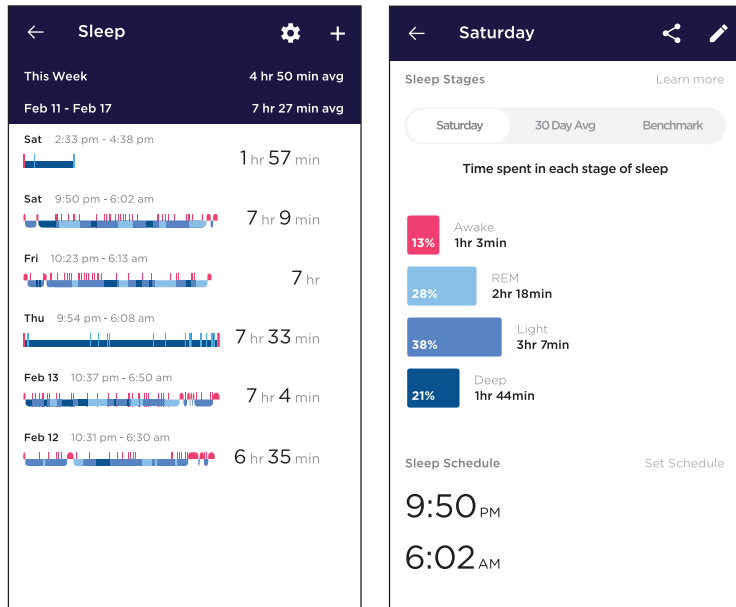 Sleep
This Week 4 hr 50 min avg
Feb 11 - Feb 17 7 hr 27 min avg
Sat 2:33 pm - 4:38 pm
1 hr 57 min
Sat 9:50 pm - 6:02 am
7 hr 9 min
Fri 10:23 pm - 6:13 am
7 hr
Thu 9:54 pm - 6:08 am
7 hr 33 min
Feb 13 10:37 pm - 6:50 am
7 hr 4 min
Feb 12 10:31 pm - 6:30 am
6 hr 35 min
Saturday
Sleep Stages Learn more
Saturday 30 Day Avg Benchmark
Time spent in each stage of sleep
Awake
13% 1hr 3min
REM
28% 2hr 18min
Light
38% 3hr 7min
Deep
21% 1hr 44min
Sleep Schedule Set Schedule
9:50 PM
6:02 AM